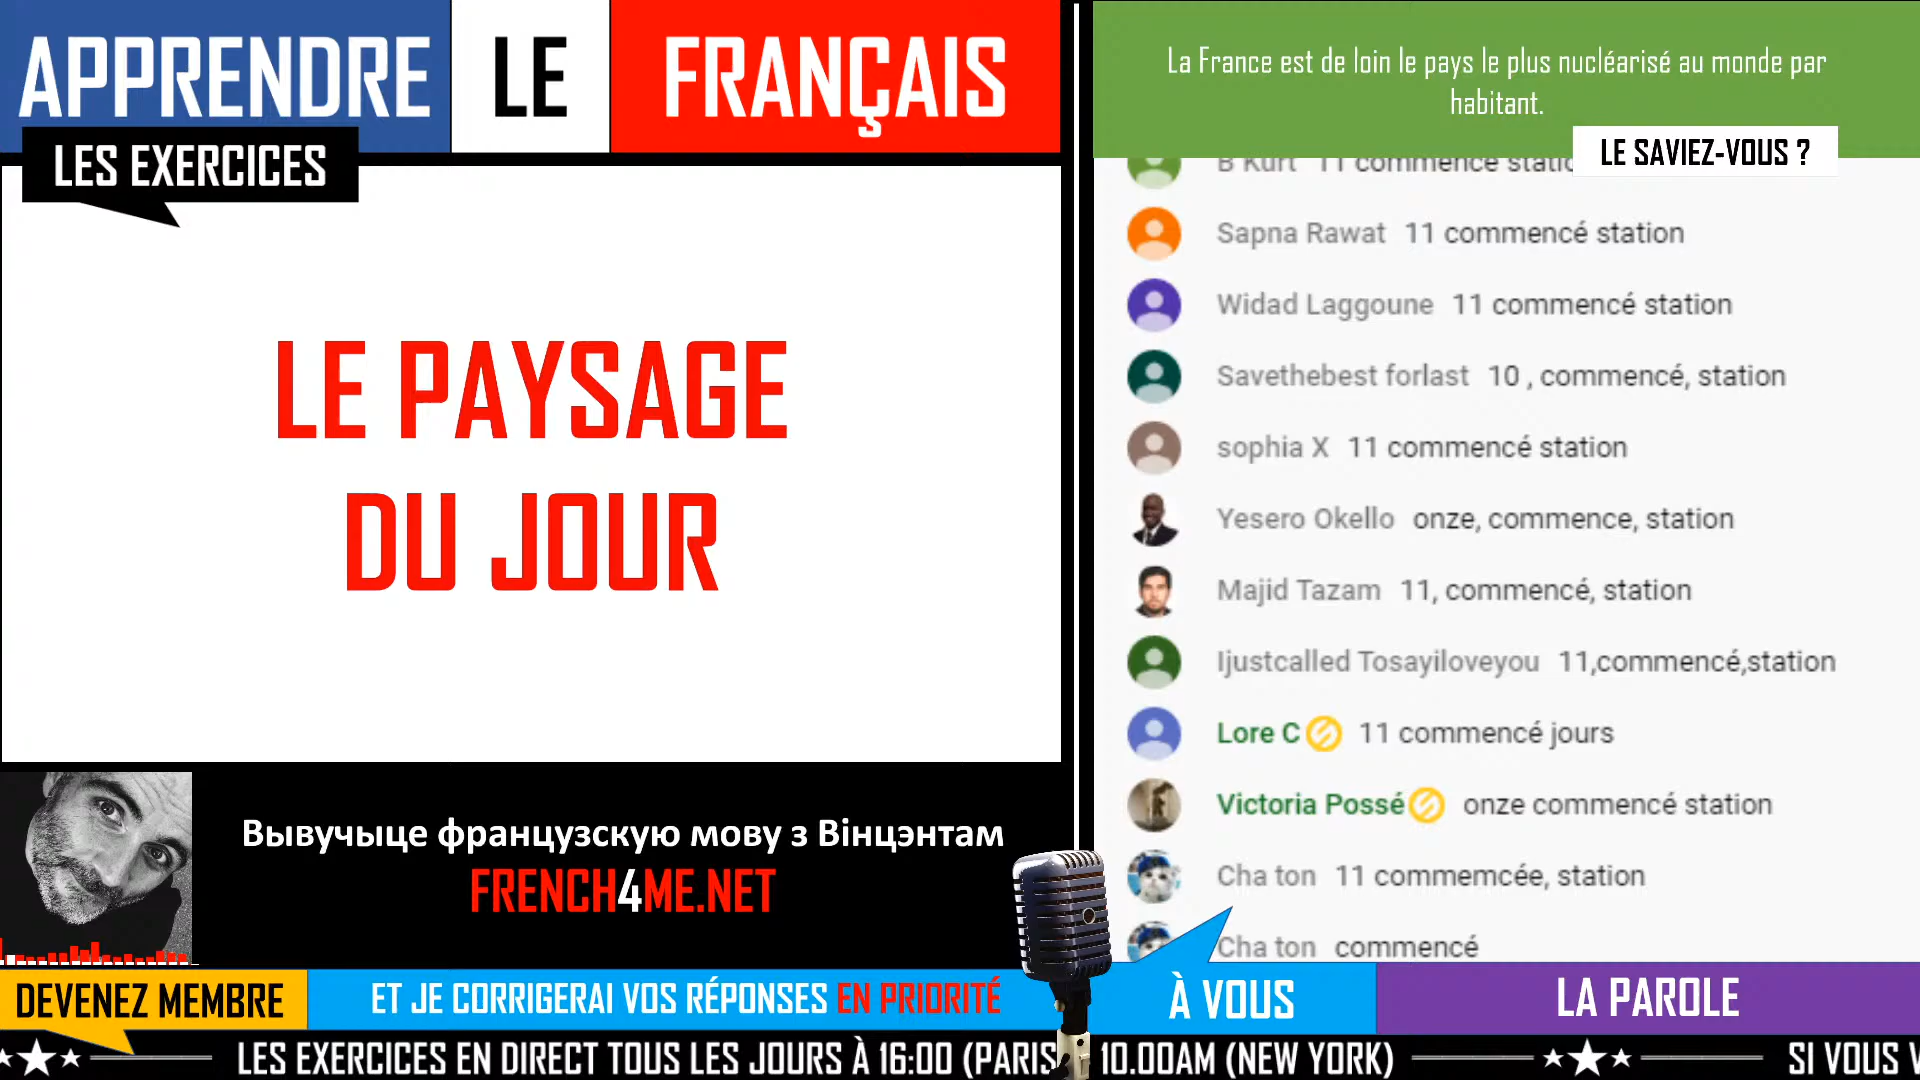 APPRENDRE LE FRANÇAIS
LES EXERCICES
LE PAYSAGE
DU JOUR
Вывучыце французскую мову з Вінцэнтам
FRENCH4ME.NET
La France est de loin le pays le plus nucléarisé au monde par
habitant.
LE SAVIEZ-VOUS ?
B Kurt 11 commencé
Sapna Rawat 11 commencé station
Widad Laggoune 11 commencé station
Savethebest forlast 10 , commencé, station
sophia X 11 commencé station
Yesero Okello onze, commence, station
Majid Tazam 11, commencé, station
Ijustcalled Tosayiloveyou 11,commencé,station
Lore C 11 commencé jours
Victoria Possé onze commencé station
Cha ton 11 commemcée, station
Cha ton commencé
DEVENEZ MEMBRE ET JE CORRIGERAI VOS RÉPONSES EN PRIORITÉ
À VOUS LA PAROLE
LES EXERCICES EN DIRECT TOUS LES JOURS À 16:00 (PARIS 10.00AM (NEW YORK) SI VOUS